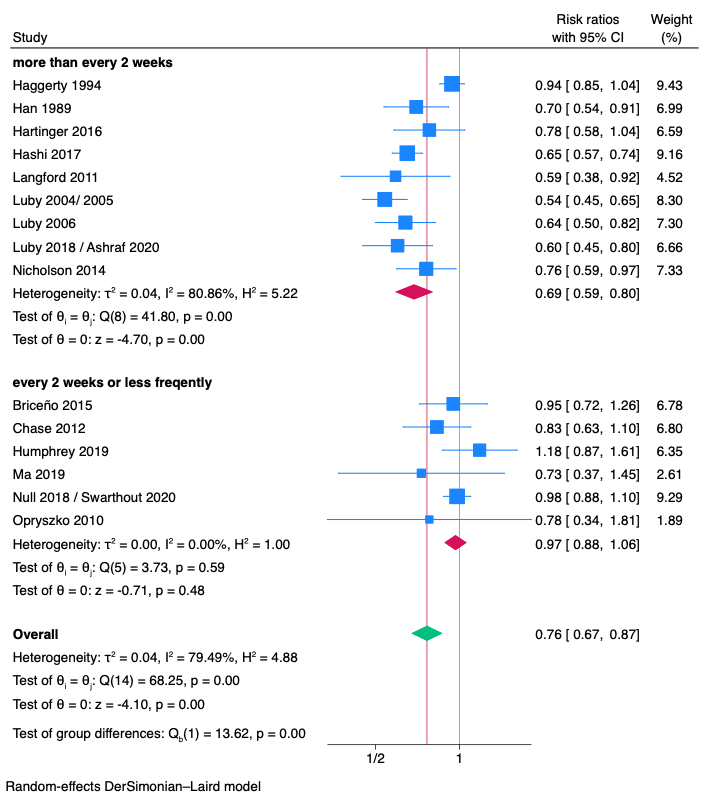 Risk ratios Weight
Study with 95% CI (%)
more than every 2 weeks
Haggerty 1994 0.94 [ 0.85, 1.04] 9.43
Han 1989 0.70 [ 0.54, 0.91] 6.99
Hartinger 2016 0.78 [ 0.58, 1.04] 6.59
Hashi 2017 0.65 [ 0.57, 0.74] 9.16
Langford 2011 0.59 [ 0.38, 0.92] 4.52
Luby 2004/ 2005 0.54 [ 0.45, 0.65] 8.30
Luby 2006 0.64 [ 0.50, 0.82] 7.30
Luby 2018 / Ashraf 2020 0.60 [ 0.45, 0.80] 6.66
Nicholson 2014 0.76 [ 0.59, 0.97] 7.33
Heterogeneity: τ² = 0.04, I² = 80.86%, H² = 5.22 0.69 [ 0.59, 0.80]
Test of θᵢ = θⱼ: Q(8) = 41.80, p = 0.00
Test of θ = 0: z = -4.70, p = 0.00
every 2 weeks or less freqently
Briceño 2015 0.95 [ 0.72, 1.26] 6.78
Chase 2012 0.83 [ 0.63, 1.10] 6.80
Humphrey 2019 1.18 [ 0.87, 1.61] 6.35
Ma 2019 0.73 [ 0.37, 1.45] 2.61
Null 2018 / Swarthout 2020 0.98 [ 0.88, 1.10] 9.29
Opryszko 2010 0.78 [ 0.34, 1.81] 1.89
Heterogeneity: τ² = 0.00, I² = 0.00%, H² = 1.00 0.97 [ 0.88, 1.06]
Test of θᵢ = θⱼ: Q(5) = 3.73, p = 0.59
Test of θ = 0: z = -0.71, p = 0.48
Overall 0.76 [ 0.67, 0.87]
Heterogeneity: τ² = 0.04, I² = 79.49%, H² = 4.88
Test of θᵢ = θⱼ: Q(14) = 68.25, p = 0.00
Test of θ = 0: z = -4.10, p = 0.00
Test of group differences: Q_b(1) = 13.62, p = 0.00
1/2 1
Random-effects DerSimonian–Laird model